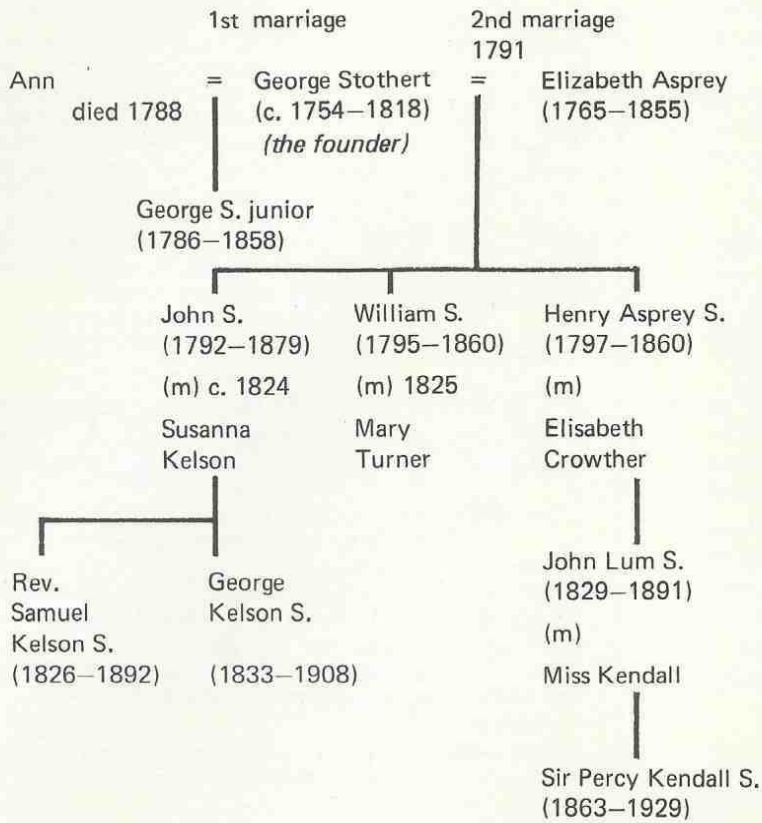 1st marriage
2nd marriage
1791
Ann = George Stothert = Elizabeth Asprey
died 1788 (c. 1754–1818) (1765–1855)
(the founder)
George S. junior
(1786–1858)
John S. William S. Henry Asprey S.
(1792–1879) (1795–1860) (1797–1860)
(m) c. 1824 (m) 1825 (m)
Susanna Mary Elisabeth
Kelson Turner Crowther
John Lum S.
(1829–1891)
(m)
Miss Kendall
Rev. George
Samuel Kelson S.
Kelson S.
(1826–1892) (1833–1908)
Sir Percy Kendall S.
(1863–1929)